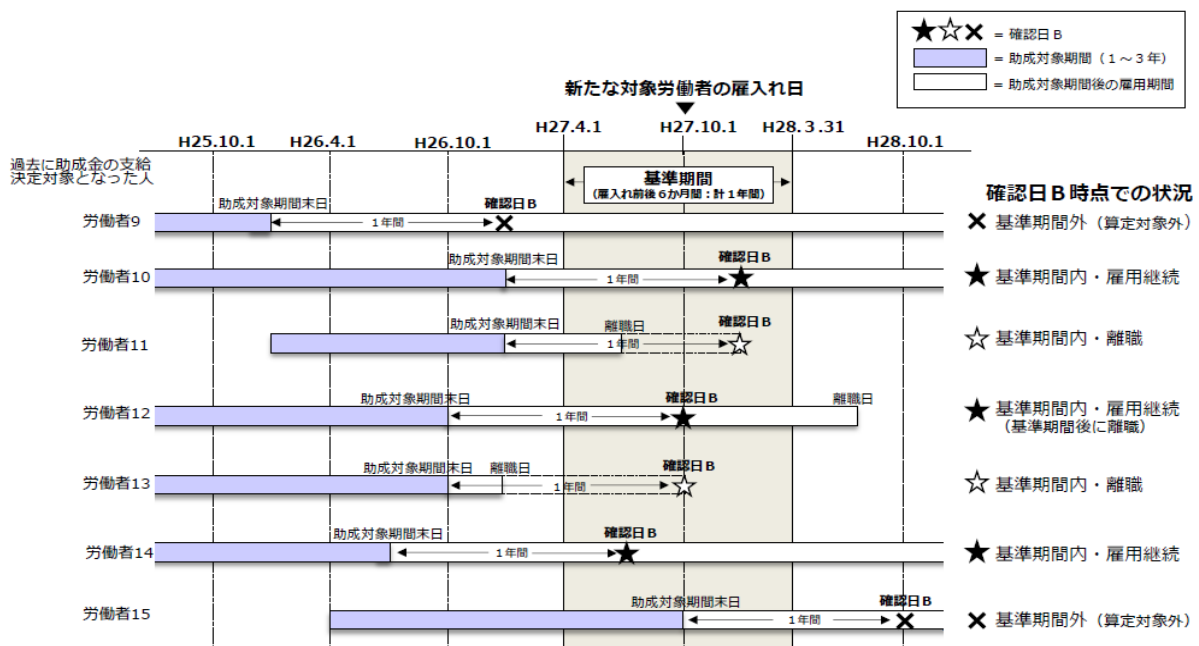 ★☆×＝確認日Ｂ
＝助成対象期間（１～３年）
＝助成対象期間後の雇用期間
新たな対象労働者の雇入れ日
▼
H25.10.1 H26.4.1 H26.10.1 H27.4.1 H27.10.1 H28.３.31 H28.10.1
過去に助成金の支給
決定対象となった人
基準期間
（雇入れ前後６か月間：計１年間）
確認日Ｂ時点での状況
助成対象期間末日 確認日Ｂ
労働者9 １年間 × 基準期間外（算定対象外）
助成対象期間末日 確認日Ｂ
労働者10 １年間 ★ 基準期間内・雇用継続
助成対象期間末日 離職日 確認日Ｂ
労働者11 １年間 ☆ 基準期間内・離職
助成対象期間末日 確認日Ｂ 離職日
労働者12 １年間 ★ 基準期間内・雇用継続
（基準期間後に離職）
助成対象期間末日 離職日 確認日Ｂ
労働者13 １年間 ☆ 基準期間内・離職
助成対象期間末日 確認日Ｂ
労働者14 １年間 ★ 基準期間内・雇用継続
助成対象期間末日 確認日Ｂ
労働者15 １年間 × 基準期間外（算定対象外）